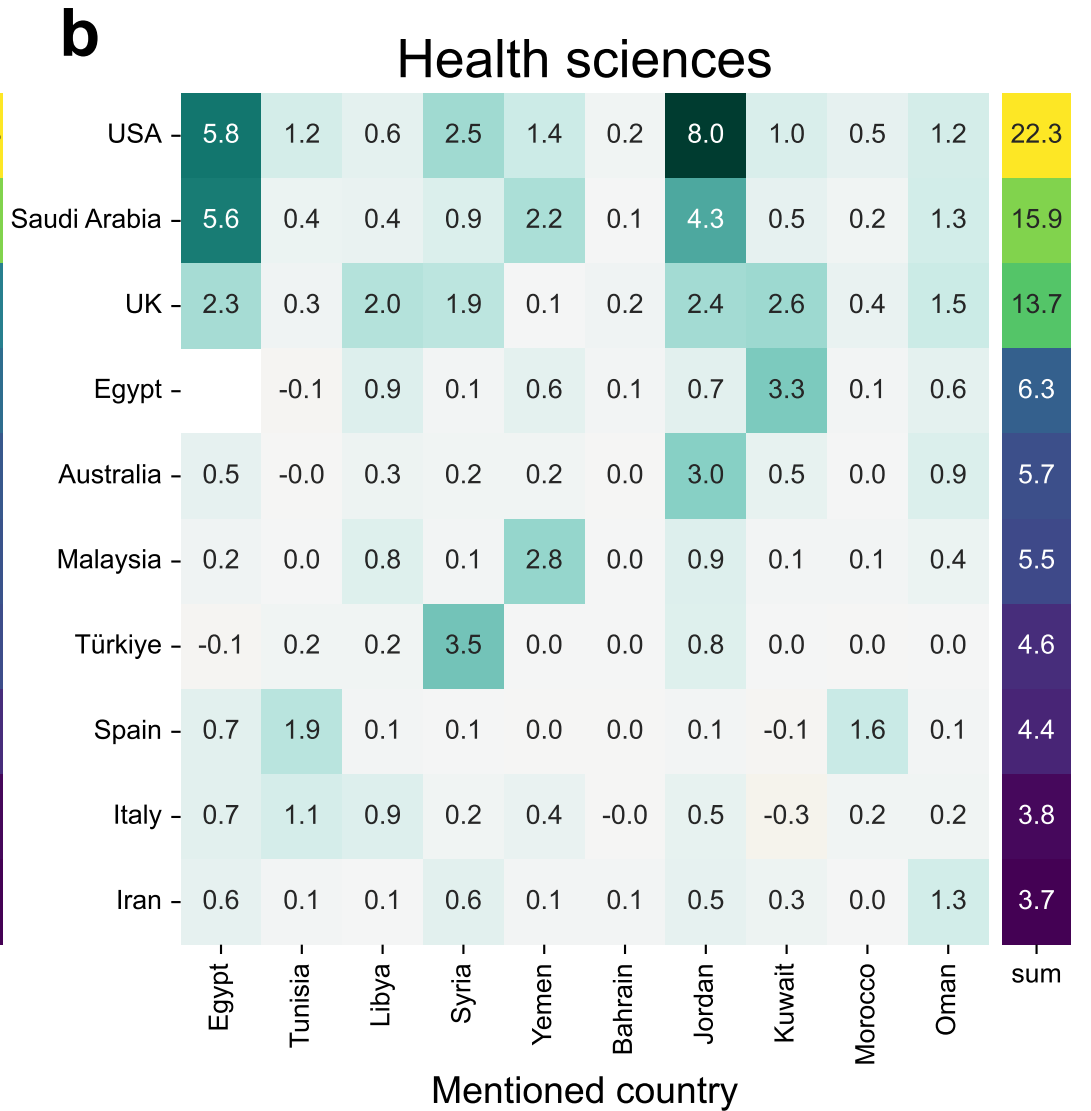 b
Health sciences
USA 5.8 1.2 0.6 2.5 1.4 0.2 8.0 1.0 0.5 1.2 22.3
Saudi Arabia 5.6 0.4 0.4 0.9 2.2 0.1 4.3 0.5 0.2 1.3 15.9
UK 2.3 0.3 2.0 1.9 0.1 0.2 2.4 2.6 0.4 1.5 13.7
Egypt -0.1 0.9 0.1 0.6 0.1 0.7 3.3 0.1 0.6 6.3
Australia 0.5 -0.0 0.3 0.2 0.2 0.0 3.0 0.5 0.0 0.9 5.7
Malaysia 0.2 0.0 0.8 0.1 2.8 0.0 0.9 0.1 0.1 0.4 5.5
Türkiye -0.1 0.2 0.2 3.5 0.0 0.0 0.8 0.0 0.0 0.0 4.6
Spain 0.7 1.9 0.1 0.1 0.0 0.0 0.1 -0.1 1.6 0.1 4.4
Italy 0.7 1.1 0.9 0.2 0.4 -0.0 0.5 -0.3 0.2 0.2 3.8
Iran 0.6 0.1 0.1 0.6 0.1 0.1 0.5 0.3 0.0 1.3 3.7
Egypt Tunisia Libya Syria Yemen Bahrain Jordan Kuwait Morocco Oman sum
Mentioned country